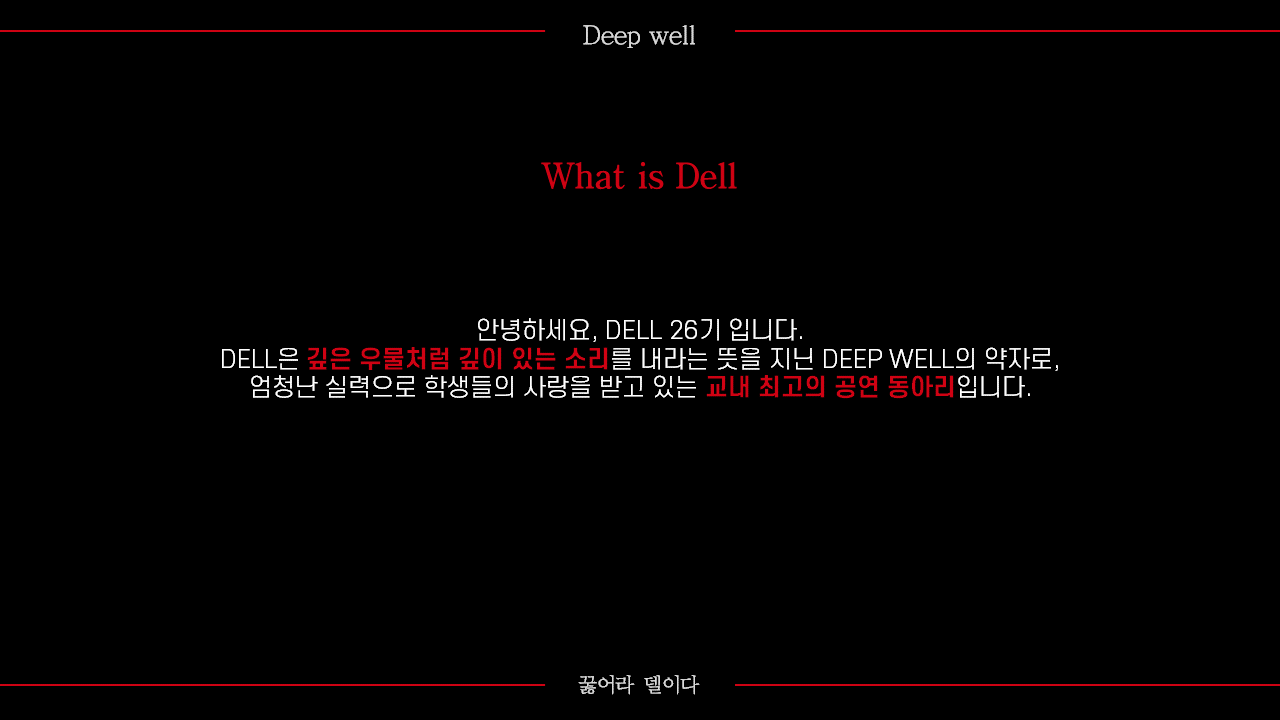 Deep well
What is Dell
안녕하세요, DELL 26기 입니다.
DELL은 깊은 우물처럼 깊이 있는 소리를 내라는 뜻을 지닌 DEEP WELL의 약자로,
엄청난 실력으로 학생들의 사랑을 받고 있는 교내 최고의 공연 동아리입니다.
꿇어라 델이다